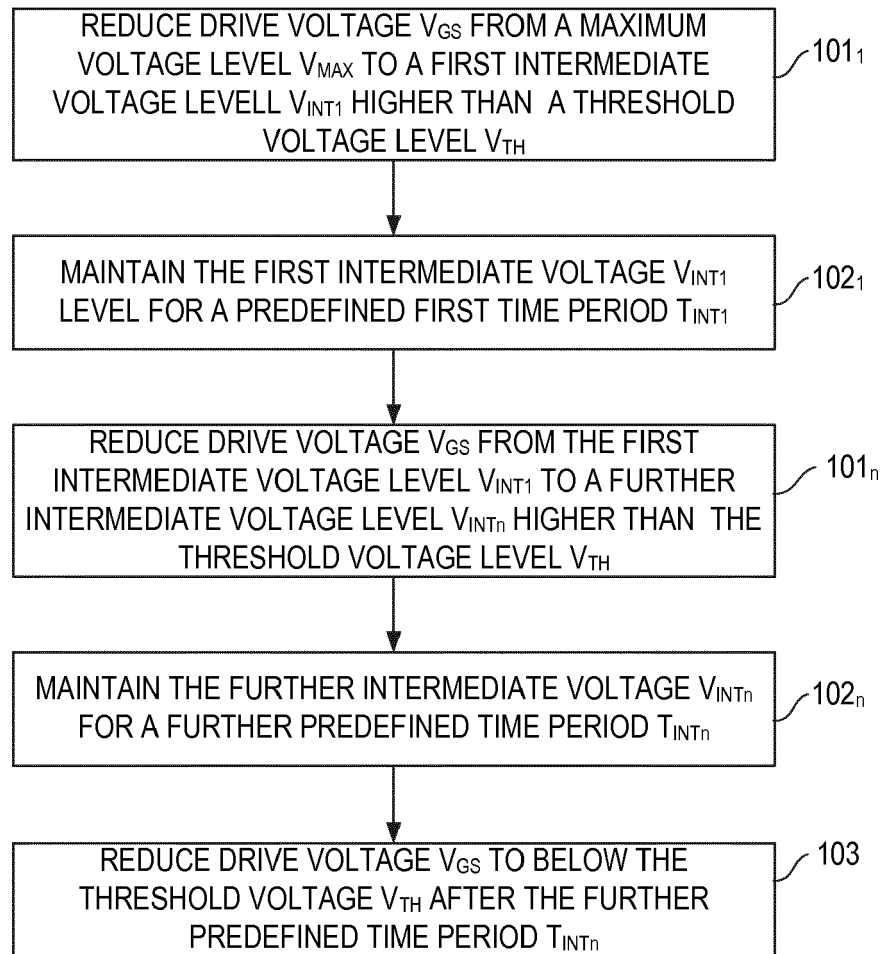 REDUCE DRIVE VOLTAGE VGS FROM A MAXIMUM
VOLTAGE LEVEL VMAX TO A FIRST INTERMEDIATE
VOLTAGE LEVELL VINT1 HIGHER THAN A THRESHOLD
VOLTAGE LEVEL VTH
101₁
MAINTAIN THE FIRST INTERMEDIATE VOLTAGE VINT1
LEVEL FOR A PREDEFINED FIRST TIME PERIOD TINT1
102₁
REDUCE DRIVE VOLTAGE VGS FROM THE FIRST
INTERMEDIATE VOLTAGE LEVEL VINT1 TO A FURTHER
INTERMEDIATE VOLTAGE LEVEL VINTn HIGHER THAN THE
THRESHOLD VOLTAGE LEVEL VTH
101ₙ
MAINTAIN THE FURTHER INTERMEDIATE VOLTAGE VINTn
FOR A FURTHER PREDEFINED TIME PERIOD TINTn
102ₙ
REDUCE DRIVE VOLTAGE VGS TO BELOW THE
THRESHOLD VOLTAGE VTH AFTER THE FURTHER
PREDEFINED TIME PERIOD TINTn
103